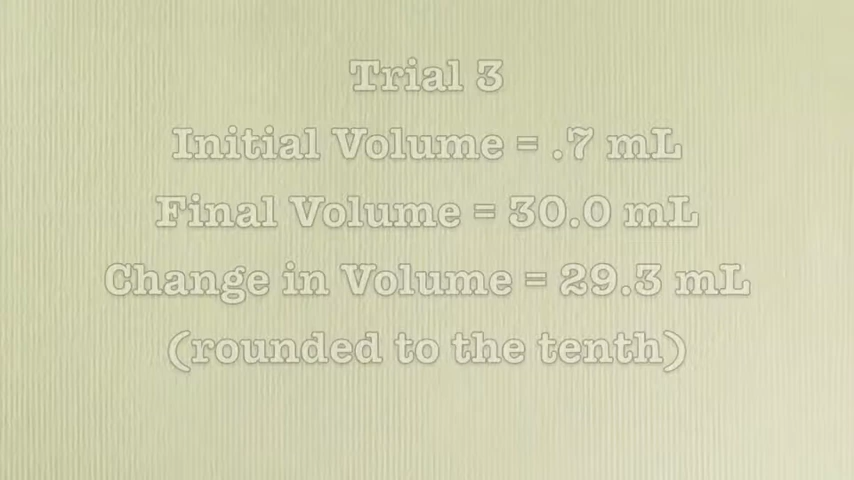 Trial 3
Initial Volume = .7 mL
Final Volume = 30.0 mL
Change in Volume = 29.3 mL
(rounded to the tenth)